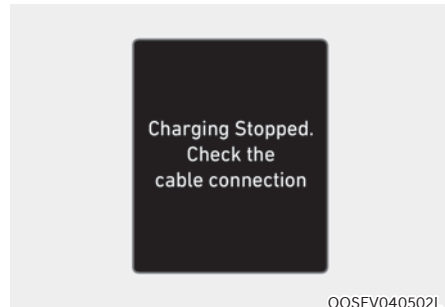 Charging Stopped.
Check the
cable connection
OOSEV040502L